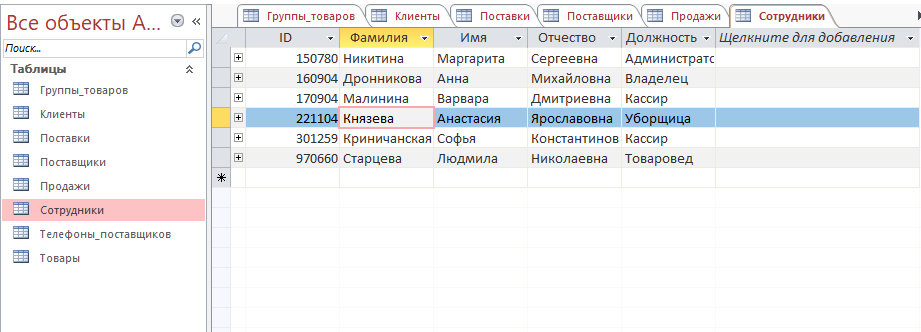 Все объекты А...
Поиск...
Таблицы
Группы_товаров
Клиенты
Поставки
Поставщики
Продажи
Сотрудники
Телефоны_поставщиков
Товары
Группы_товаров Клиенты Поставки Поставщики Продажи Сотрудники
ID Фамилия Имя Отчество Должность Щелкните для добавления
150780 Никитина Маргарита Сергеевна Администратс
160904 Дронникова Анна Михайловна Владелец
170904 Малинина Варвара Дмитриевна Кассир
221104 Князева Анастасия Ярославовна Уборщица
301259 Криничанская Софья Константинов Кассир
970660 Старцева Людмила Николаевна Товаровед